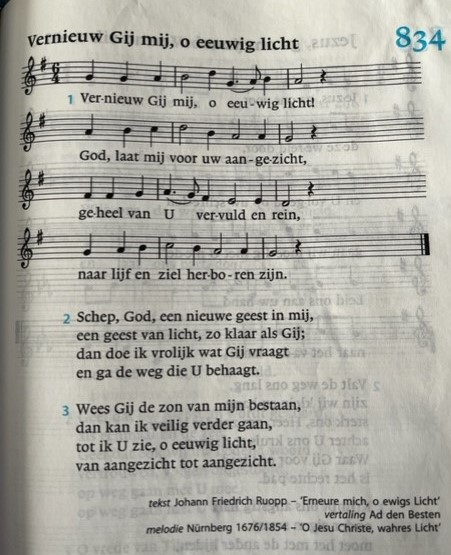 Vernieuw Gij mij, o eeuwig licht 834
1 Ver-nieuw Gij mij, o eeu-wig licht!
God, laat mij voor uw aan-ge-zicht,
ge-heel van U ver-vuld en rein,
naar lijf en ziel her-bo-ren zijn.
2 Schep, God, een nieuwe geest in mij,
een geest van licht, zo klaar als Gij;
dan doe ik vrolijk wat Gij vraagt
en ga de weg die U behaagt.
3 Wees Gij de zon van mijn bestaan,
dan kan ik veilig verder gaan,
tot ik U zie, o eeuwig licht,
van aangezicht tot aangezicht.
tekst Johann Friedrich Ruopp – 'Erneure mich, o ewigs Licht'
vertaling Ad den Besten
melodie Nürnberg 1676/1854 – 'O Jesu Christe, wahres Licht'